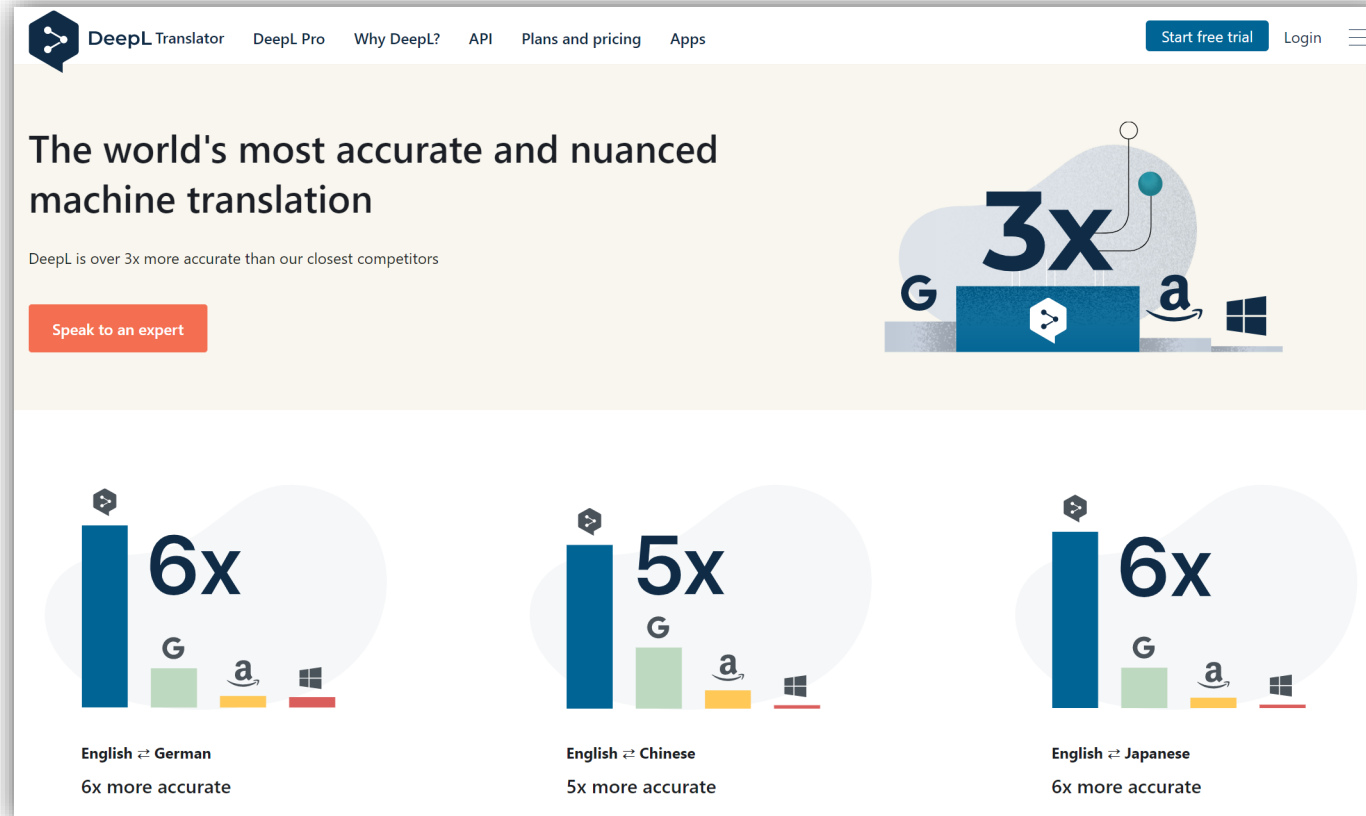 DeepL Translator DeepL Pro Why DeepL? API Plans and pricing Apps Start free trial Login
The world's most accurate and nuanced
machine translation
DeepL is over 3x more accurate than our closest competitors
Speak to an expert
3x
G a
6x
G a
English ⇄ German
6x more accurate
5x
G a
English ⇄ Chinese
5x more accurate
6x
G a
English ⇄ Japanese
6x more accurate